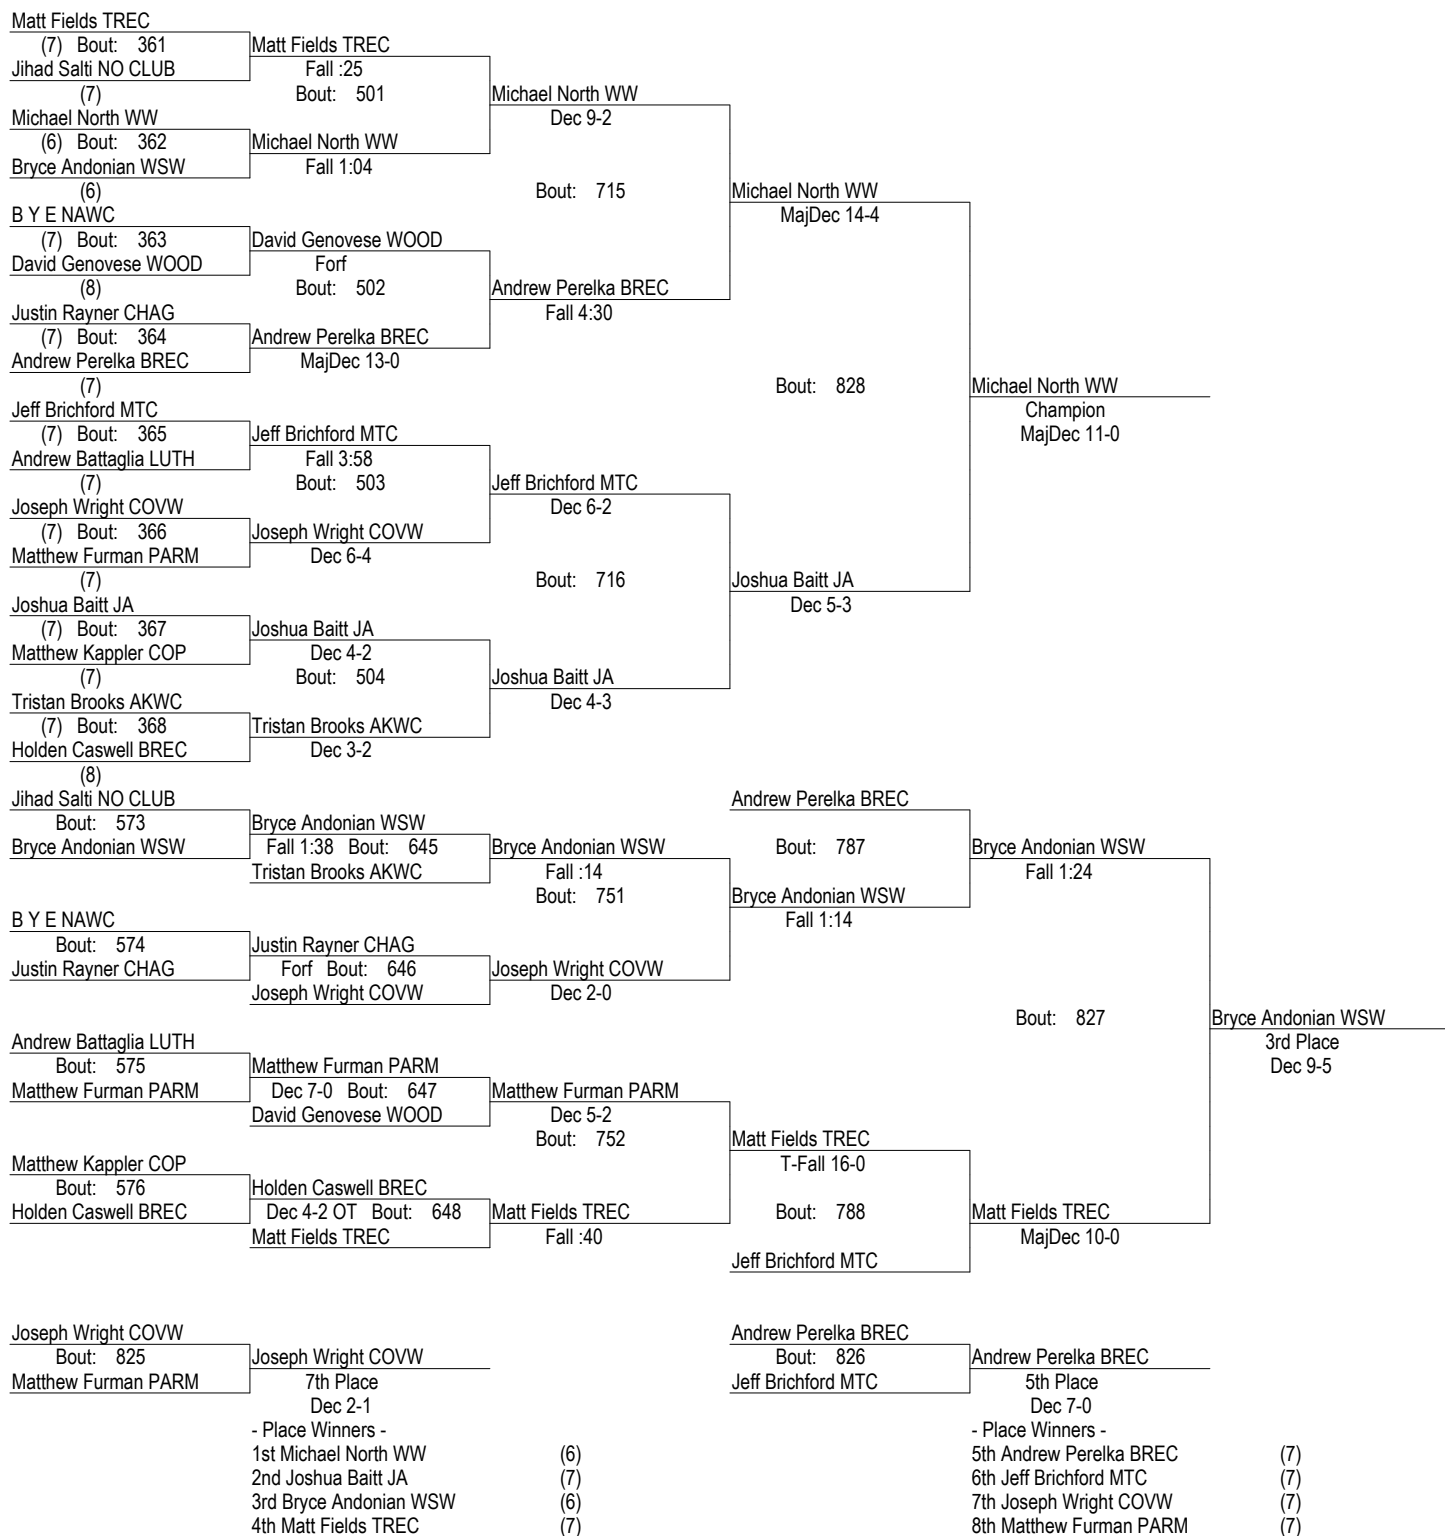 Matt Fields TREC
(7) Bout: 361 Matt Fields TREC
Jihad Salti NO CLUB Fall :25
(7) Bout: 501 Michael North WW
Michael North WW Dec 9-2
(6) Bout: 362 Michael North WW
Bryce Andonian WSW Fall 1:04
(6) Bout: 715 Michael North WW
B Y E NAWC MajDec 14-4
(7) Bout: 363 David Genovese WOOD
David Genovese WOOD Forf
(8) Bout: 502 Andrew Perelka BREC
Justin Rayner CHAG Fall 4:30
(7) Bout: 364 Andrew Perelka BREC
Andrew Perelka BREC MajDec 13-0
(7) Bout: 828 Michael North WW
Jeff Brichford MTC Champion
(7) Bout: 365 Jeff Brichford MTC MajDec 11-0
Andrew Battaglia LUTH Fall 3:58
(7) Bout: 503 Jeff Brichford MTC
Joseph Wright COVW Dec 6-2
(7) Bout: 366 Joseph Wright COVW
Matthew Furman PARM Dec 6-4
(7) Bout: 716 Joshua Baitt JA
Joshua Baitt JA Dec 5-3
(7) Bout: 367 Joshua Baitt JA
Matthew Kappler COP Dec 4-2
(7) Bout: 504 Joshua Baitt JA
Tristan Brooks AKWC Dec 4-3
(7) Bout: 368 Tristan Brooks AKWC
Holden Caswell BREC Dec 3-2
(8)
Jihad Salti NO CLUB Andrew Perelka BREC
Bout: 573 Bryce Andonian WSW
Bryce Andonian WSW Fall 1:38 Bout: 645 Bryce Andonian WSW Bout: 787 Bryce Andonian WSW
Tristan Brooks AKWC Fall :14 Fall 1:24
Bout: 751 Bryce Andonian WSW
B Y E NAWC Fall 1:14
Bout: 574 Justin Rayner CHAG
Justin Rayner CHAG Forf Bout: 646 Joseph Wright COVW
Joseph Wright COVW Dec 2-0
Bout: 827 Bryce Andonian WSW
Andrew Battaglia LUTH 3rd Place
Bout: 575 Matthew Furman PARM Dec 9-5
Matthew Furman PARM Dec 7-0 Bout: 647 Matthew Furman PARM
David Genovese WOOD Dec 5-2
Bout: 752 Matt Fields TREC
Matthew Kappler COP T-Fall 16-0
Bout: 576 Holden Caswell BREC
Holden Caswell BREC Dec 4-2 OT Bout: 648 Matt Fields TREC Bout: 788 Matt Fields TREC
Matt Fields TREC Fall :40 MajDec 10-0
Jeff Brichford MTC
Joseph Wright COVW Andrew Perelka BREC
Bout: 825 Joseph Wright COVW Bout: 826 Andrew Perelka BREC
Matthew Furman PARM 7th Place Jeff Brichford MTC 5th Place
Dec 2-1 Dec 7-0
- Place Winners - - Place Winners -
1st Michael North WW (6) 5th Andrew Perelka BREC (7)
2nd Joshua Baitt JA (7) 6th Jeff Brichford MTC (7)
3rd Bryce Andonian WSW (6) 7th Joseph Wright COVW (7)
4th Matt Fields TREC (7) 8th Matthew Furman PARM (7)